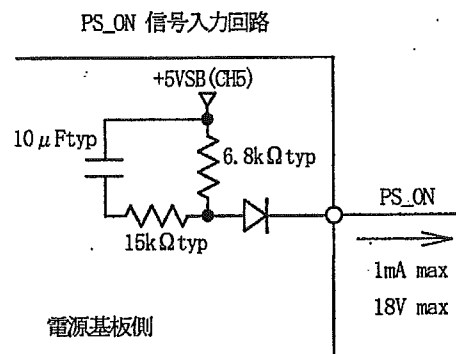 PS_ON 信号入力回路
+5VSB(CH5)
10μFtyp
6.8kΩtyp
15kΩtyp
PS_ON
1mA max
18V max
電源基板側